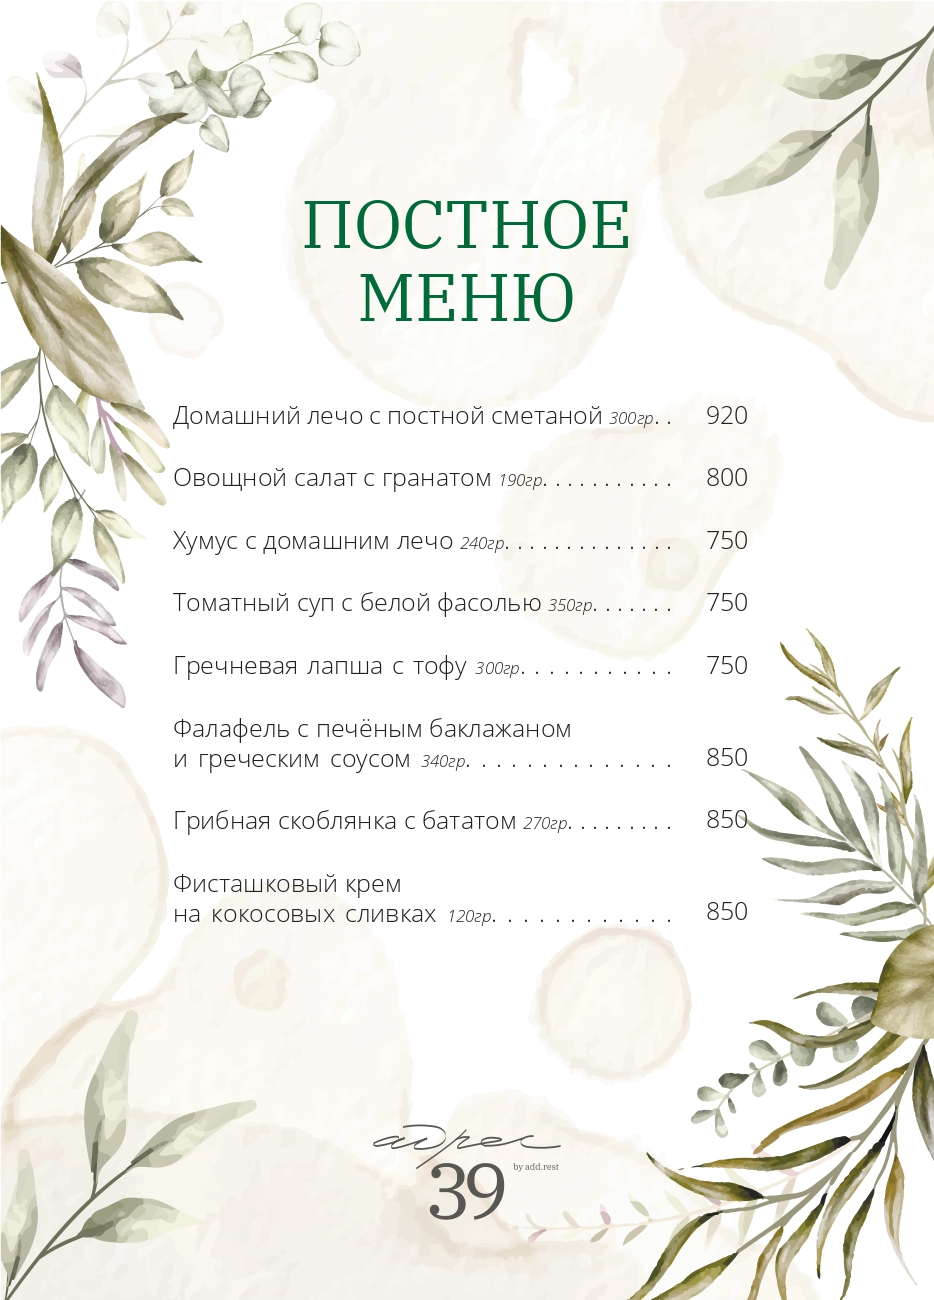 ПОСТНОЕ
МЕНЮ
Домашний лечо с постной сметаной 300гр. . 920
Овощной салат с гранатом 190гр. . . . . . . . . . . 800
Хумус с домашним лечо 240гр. . . . . . . . . . . . . . 750
Томатный суп с белой фасолью 350гр. . . . . . . 750
Гречневая лапша с тофу 300гр. . . . . . . . . . . 750
Фалафель с печёным баклажаном
и греческим соусом 340гр. . . . . . . . . . . . . . 850
Грибная скоблянка с бататом 270гр. . . . . . . . . 850
Фисташковый крем
на кокосовых сливках 120гр. . . . . . . . . . . . 850
адрес
by add.rest
39